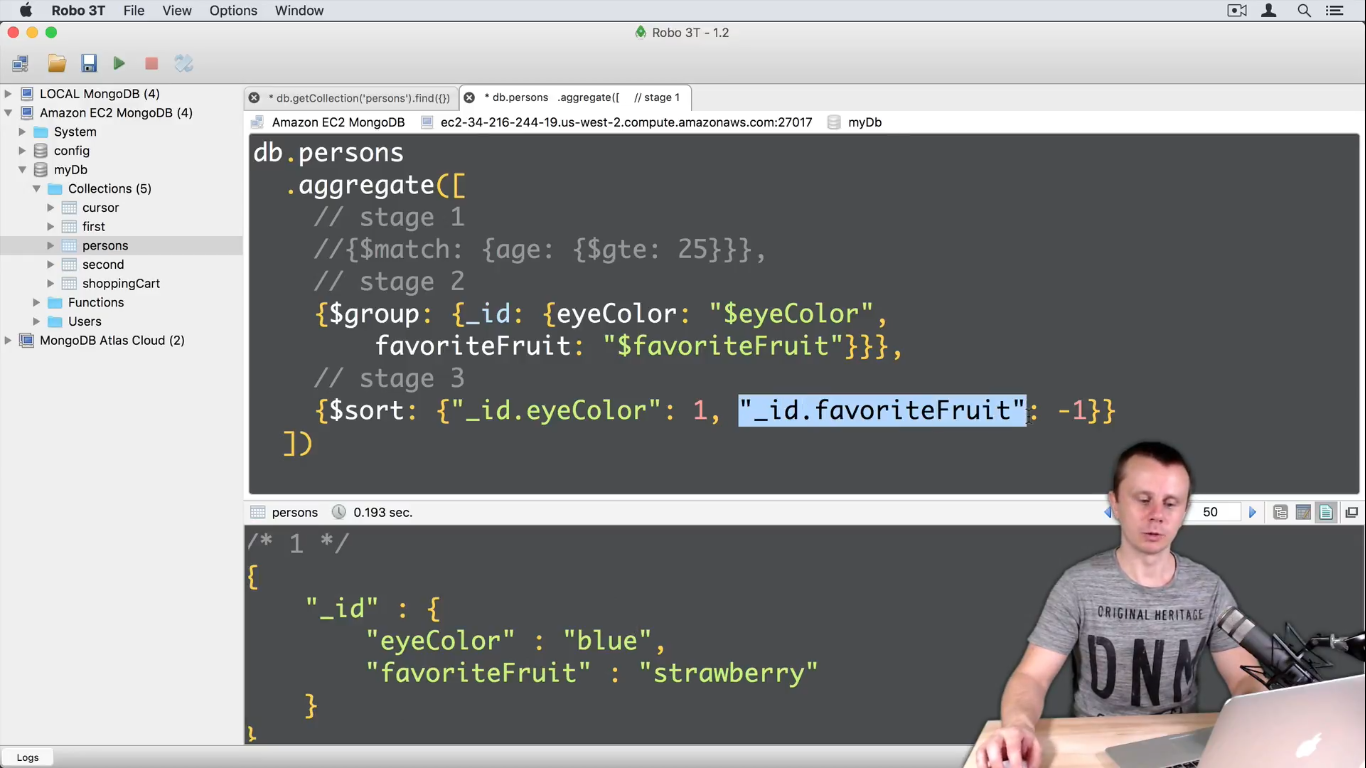 Robo 3T File View Options Window
Robo 3T - 1.2
LOCAL MongoDB (4)
Amazon EC2 MongoDB (4)
System
config
myDb
Collections (5)
cursor
first
persons
second
shoppingCart
Functions
Users
MongoDB Atlas Cloud (2)
* db.getCollection('persons').find({})
* db.persons .aggregate([ // stage 1
Amazon EC2 MongoDB ec2-34-216-244-19.us-west-2.compute.amazonaws.com:27017 myDb
db.persons
.aggregate([
// stage 1
//{$match: {age: {$gte: 25}}},
// stage 2
{$group: {_id: {eyeColor: "$eyeColor",
favoriteFruit: "$favoriteFruit"}}},
// stage 3
{$sort: {"_id.eyeColor": 1, "_id.favoriteFruit": -1}}
])
persons 0.193 sec.
50
/* 1 */
{
"_id" : {
"eyeColor" : "blue",
"favoriteFruit" : "strawberry"
}
}
ORIGINAL HERITAGE
DNM
Logs